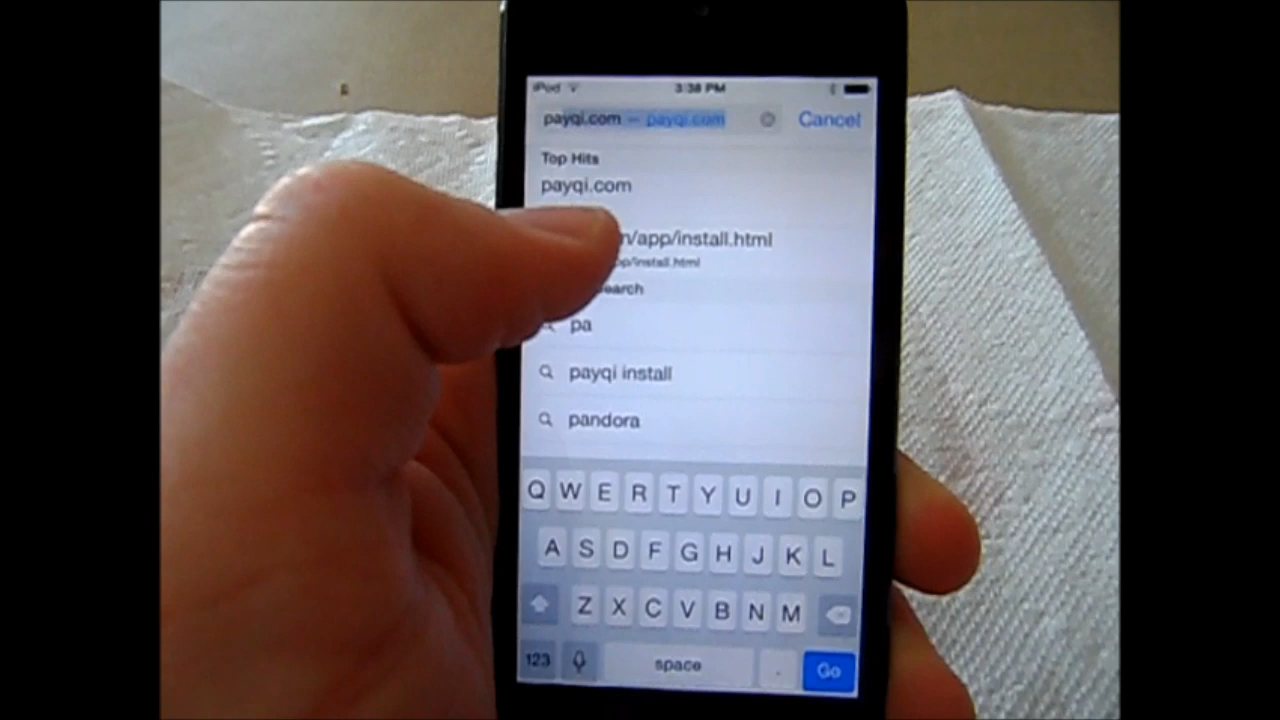 iPod 3:38 PM
payqi.com — payqi.com Cancel
Top Hits
payqi.com
/app/install.html
/install.html
pa
payqi install
pandora
Q W E R T Y U I O P
A S D F G H J K L
Z X C V B N M
123 space . Go